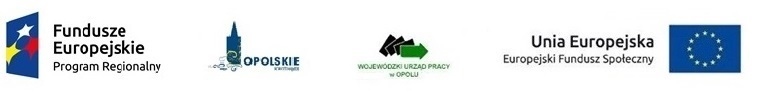 Fundusze
Europejskie
Program Regionalny
OPOLSKIE
WOJEWÓDZKI URZĄD PRACY
w OPOLU
Unia Europejska
Europejski Fundusz Społeczny